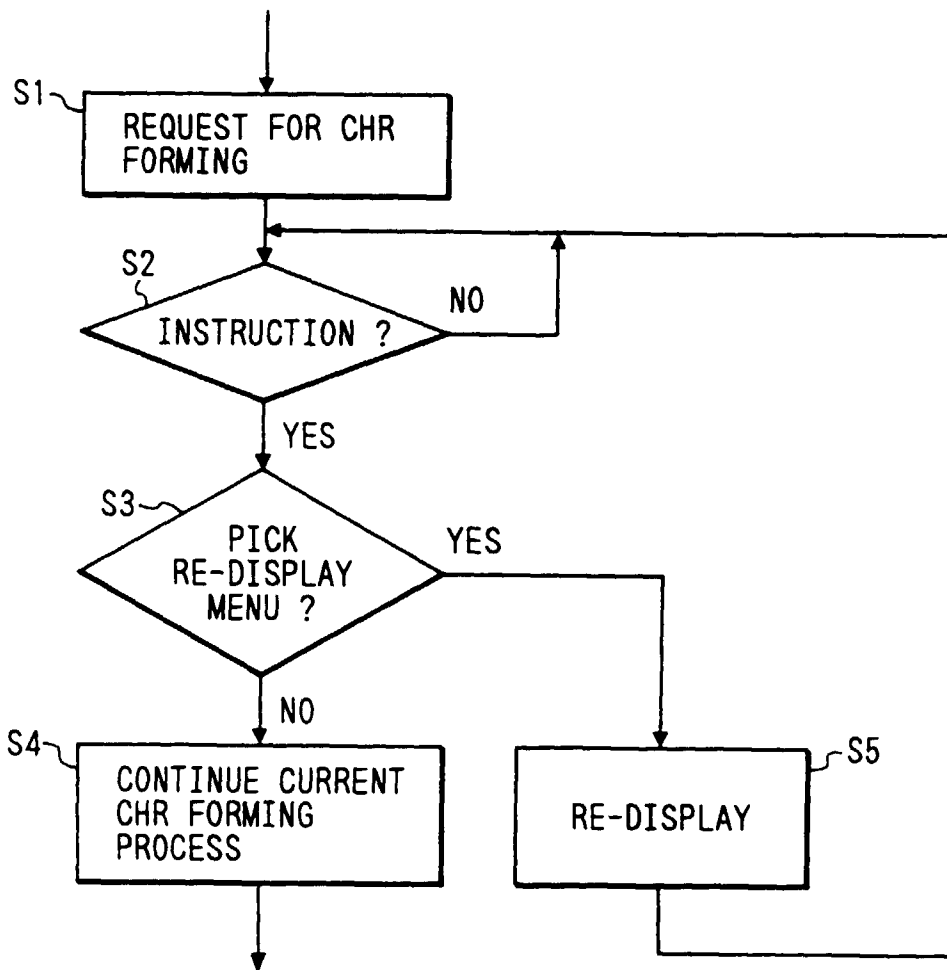 S1
REQUEST FOR CHR
FORMING
S2
INSTRUCTION ?
NO
YES
S3
PICK
RE-DISPLAY
MENU ?
YES
NO
S4
CONTINUE CURRENT
CHR FORMING
PROCESS
S5
RE-DISPLAY